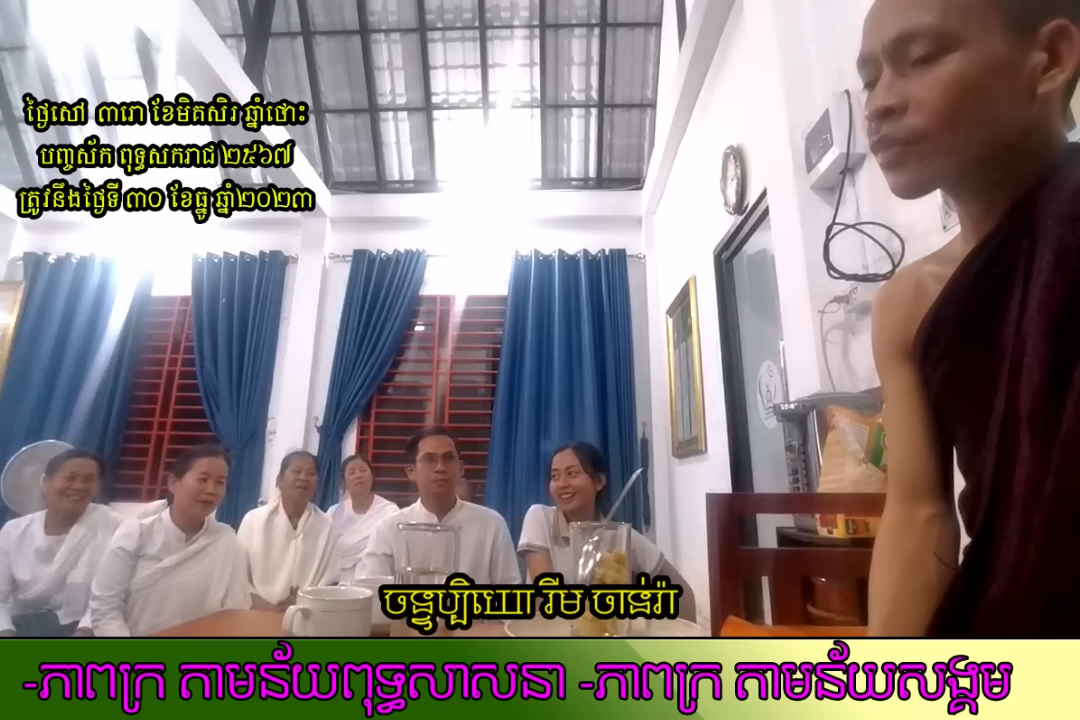 ថ្ងៃសៅ ៣រោ ខែមិគសិរ ឆ្នាំថោះ
បញ្ចស័ក ពុទ្ធសករាជ ២៥៦៧
ត្រូវនឹងថ្ងៃទី ៣០ ខែធ្នូ ឆ្នាំ២០២៣
ចន្ទប្បិយោ រីម ចាន់រ៉ា
-ភាពក្រ តាមន័យពុទ្ធសាសនា -ភាពក្រ តាមន័យសង្គម